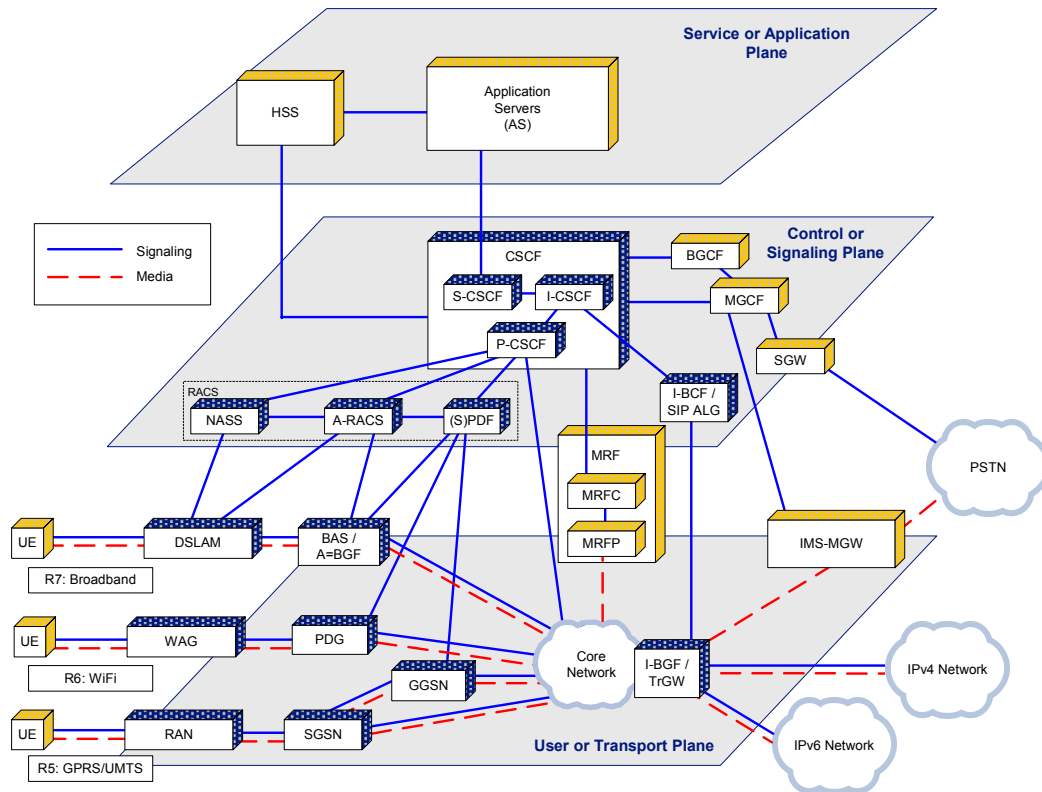 Service or Application
Plane
HSS
Application
Servers
(AS)
Signaling
Media
Control or
Signaling Plane
CSCF
BGCF
S-CSCF
I-CSCF
MGCF
P-CSCF
SGW
RACS
I-BCF /
SIP ALG
NASS
A-RACS
(S)PDF
MRF
PSTN
MRFC
MRFP
UE
DSLAM
BAS /
A=BGF
IMS-MGW
R7: Broadband
UE
WAG
PDG
Core
Network
I-BGF /
TrGW
IPv4 Network
R6: WiFi
GGSN
UE
RAN
SGSN
User or Transport Plane
IPv6 Network
R5: GPRS/UMTS